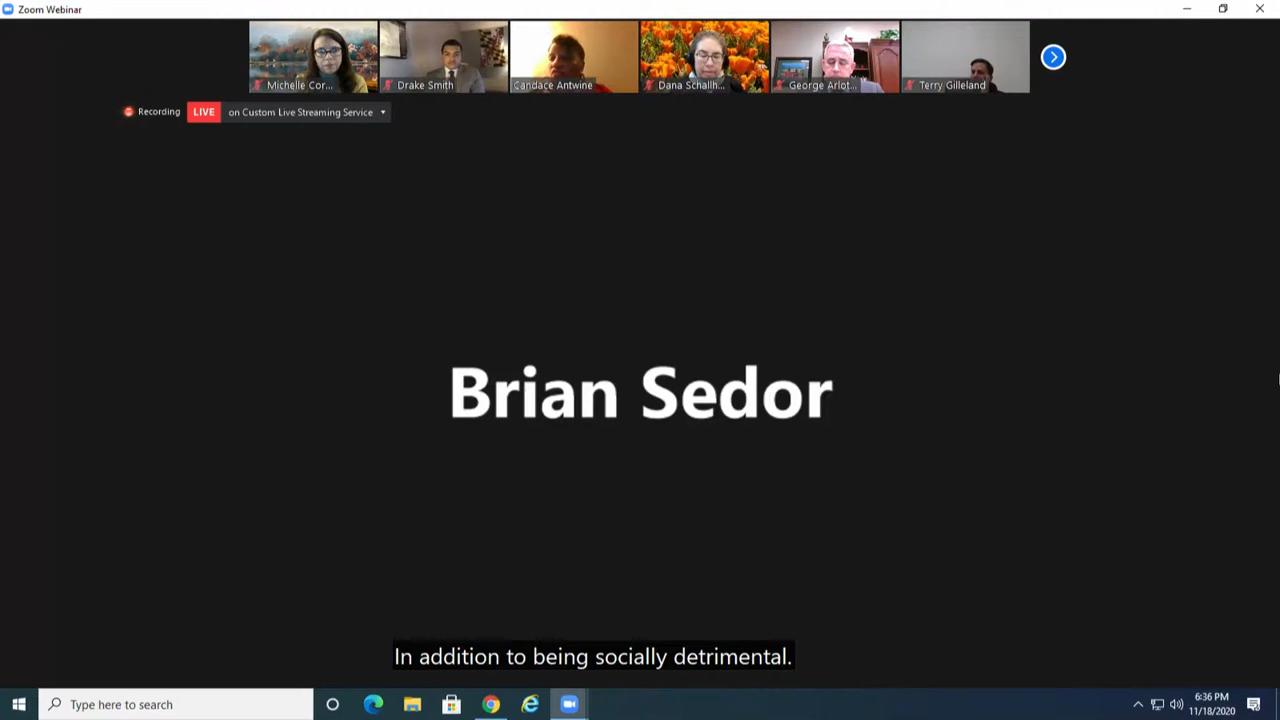 Zoom Webinar
Michelle Cor...
Drake Smith
Candace Antwine
Dana Schallh...
George Arlot...
Terry Gilleland
Recording
LIVE
on Custom Live Streaming Service
Brian Sedor
In addition to being socially detrimental.
Type here to search
6:36 PM
11/18/2020